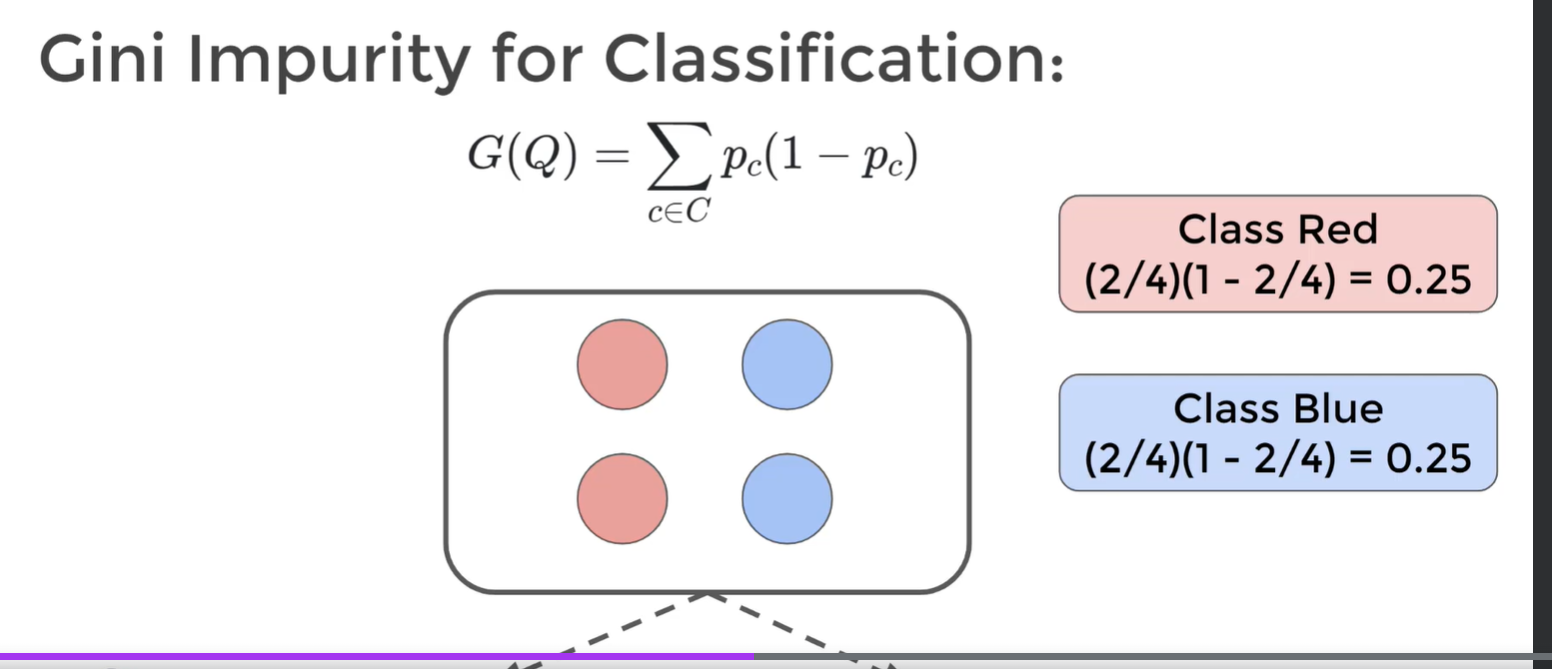 Gini Impurity for Classification:
G(Q) = ∑ p_c(1 − p_c)
c∈C
Class Red
(2/4)(1 - 2/4) = 0.25
Class Blue
(2/4)(1 - 2/4) = 0.25